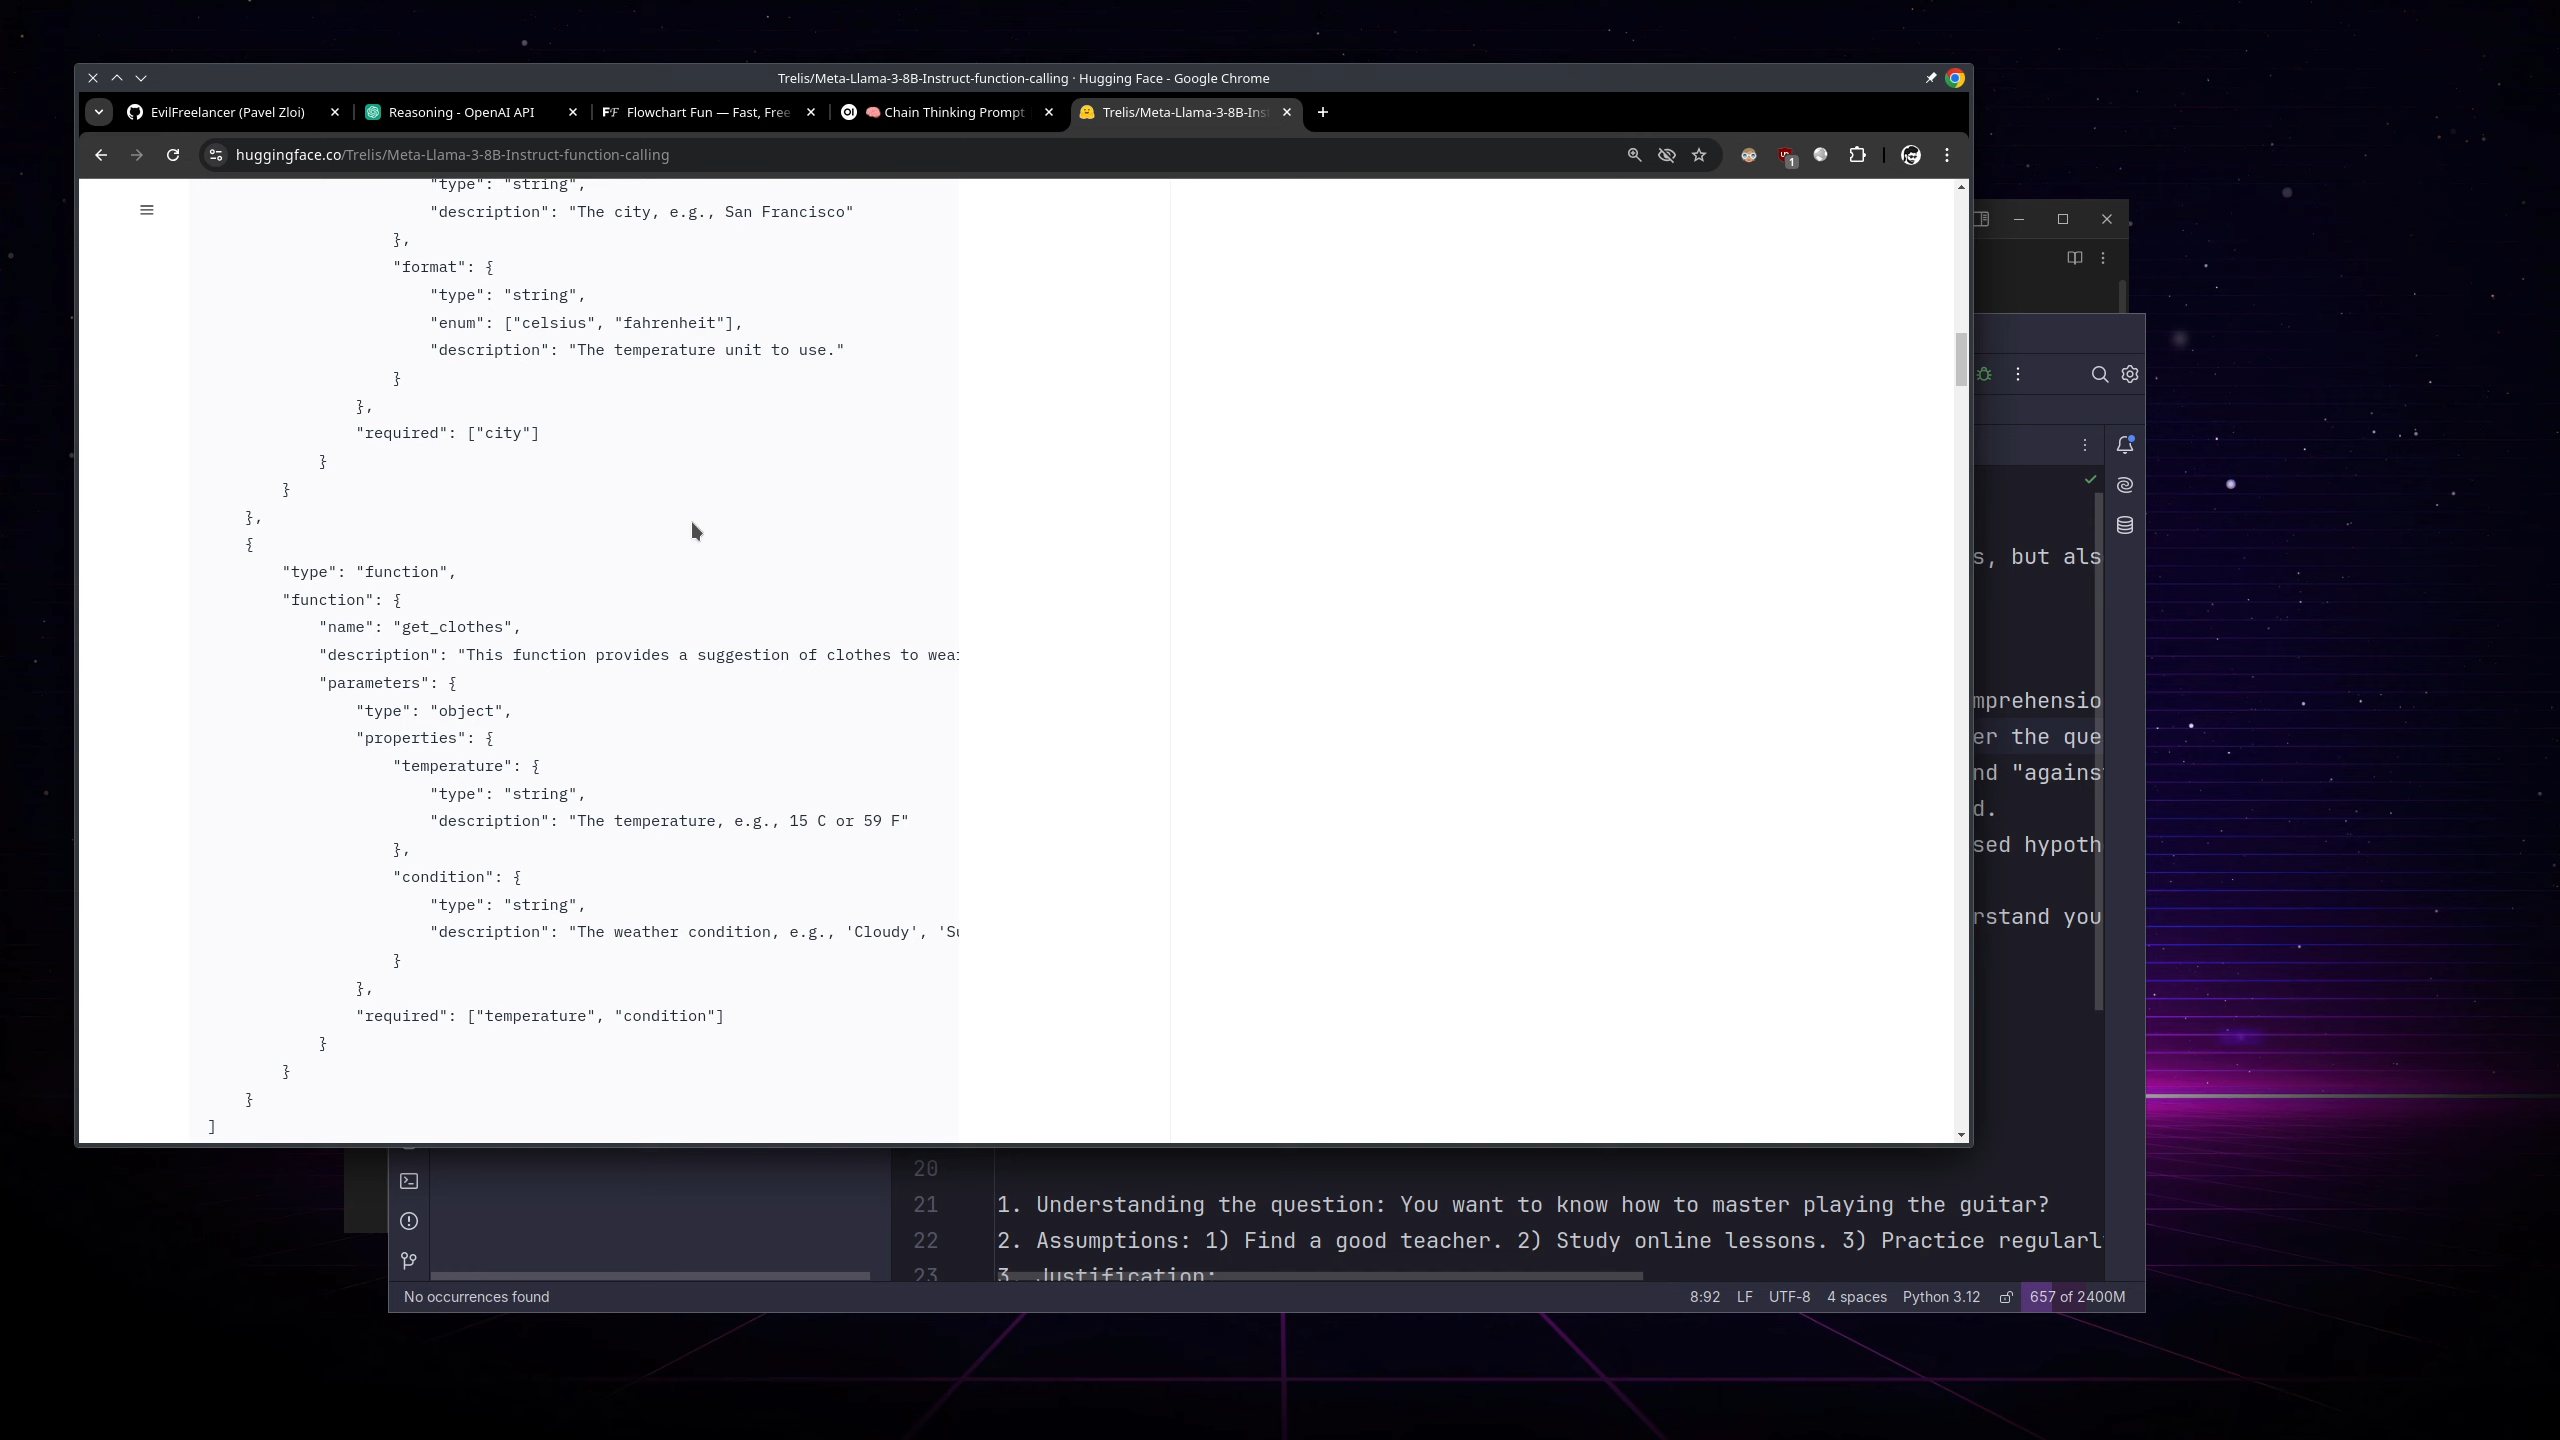 Trelis/Meta-Llama-3-8B-Instruct-function-calling · Hugging Face - Google Chrome
EvilFreelancer (Pavel Zloi)
Reasoning - OpenAI API
Flowchart Fun — Fast, Free
Chain Thinking Prompt
Trelis/Meta-Llama-3-8B-Inst
huggingface.co/Trelis/Meta-Llama-3-8B-Instruct-function-calling
1
"type": "string",
"description": "The city, e.g., San Francisco"
},
"format": {
"type": "string",
"enum": ["celsius", "fahrenheit"],
"description": "The temperature unit to use."
}
},
"required": ["city"]
}
}
},
{
"type": "function",
"function": {
"name": "get_clothes",
"description": "This function provides a suggestion of clothes to wear
"parameters": {
"type": "object",
"properties": {
"temperature": {
"type": "string",
"description": "The temperature, e.g., 15 C or 59 F"
},
"condition": {
"type": "string",
"description": "The weather condition, e.g., 'Cloudy', 'Su
}
},
"required": ["temperature", "condition"]
}
}
}
]
s, but als
mprehensio
er the que
nd "agains
d.
sed hypoth
rstand you
20
21 1. Understanding the question: You want to know how to master playing the guitar?
22 2. Assumptions: 1) Find a good teacher. 2) Study online lessons. 3) Practice regularl
23 3. Justification:
No occurrences found
8:92 LF UTF-8 4 spaces Python 3.12 657 of 2400M